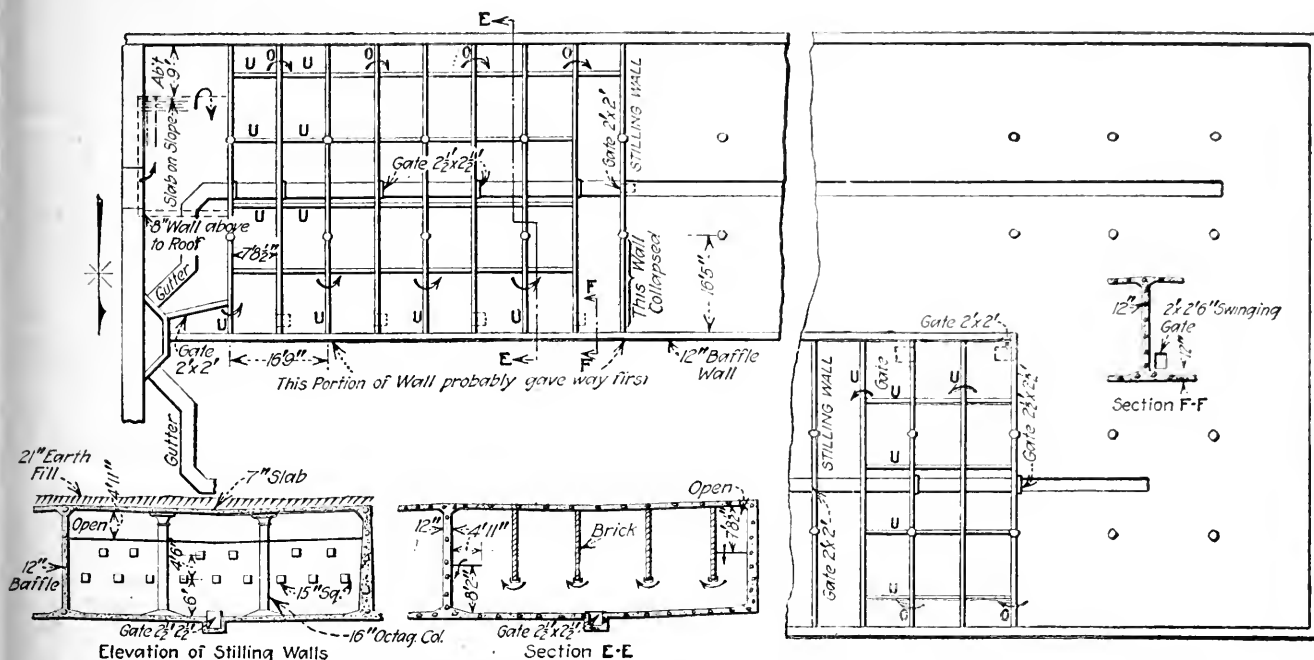 E
Ab't
9'
Slab on Slope
U
U
O
O
O
O
U
U
U
U
Gate 2½'x2½'
Gate 2'x2'
STILLING WALL
8" Wall above
to Roof
7'8½"
Gutter
U
U
U
U
Gate
2'x2'
16'9"
This Wall
Collapsed
16'5"
F
F
E
12" Baffle
Wall
This Portion of Wall probably gave way first
Gutter
21" Earth
Fill
7" Slab
11"
Open
12"
Baffle
4'6"
6'
15" Sq.
Gate 2½'2½'
16" Octag. Col.
Elevation of Stilling Walls
Open
12"
4'11"
Brick
7'8½"
8'2"
Gate 2½'x2½'
Section E-E
Gate 2'x2'
Gate
U
U
U
U
U
O
STILLING WALL
Gate 2'x2'
Gate 2½'x2½'
12"
2'x2'6" Swinging
Gate
12"
Section F-F